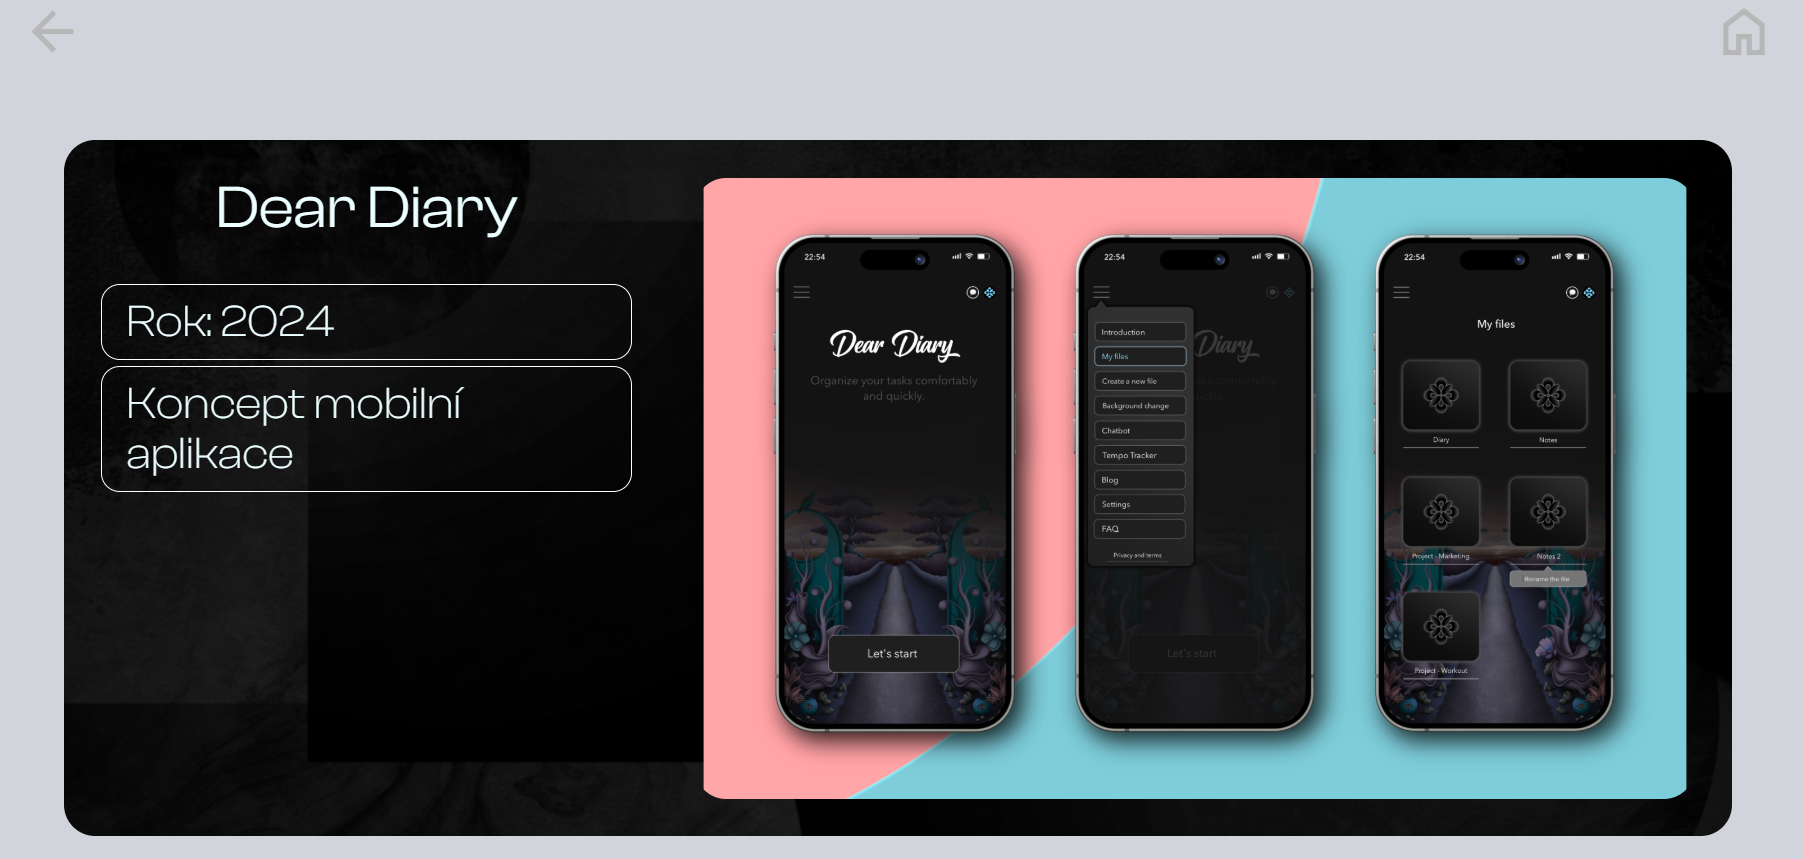 Dear Diary
Rok: 2024
Koncept mobilní
aplikace
22:54
Dear Diary
Organize your tasks comfortably
and quickly.
Let's start
22:54
Introduction
My files
Create a new file
Background change
Chatbot
Tempo Tracker
Blog
Settings
FAQ
Privacy and terms
Diary
Let's start
22:54
My files
Diary
Notes
Project - Marketing
Notes 2
Rename the file
Project - Workout